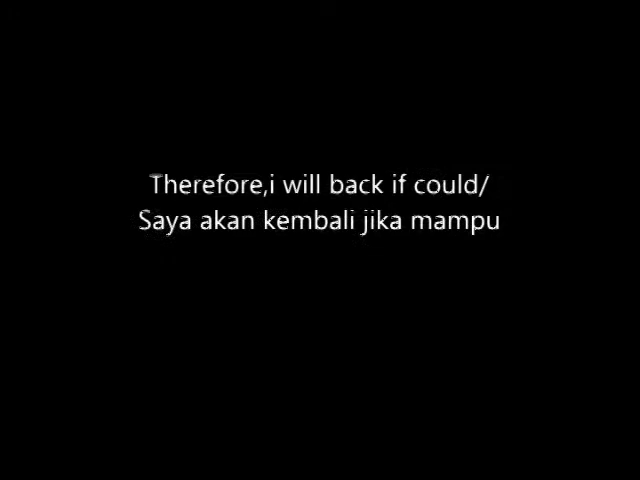 Therefore,i will back if could/
Saya akan kembali jika mampu